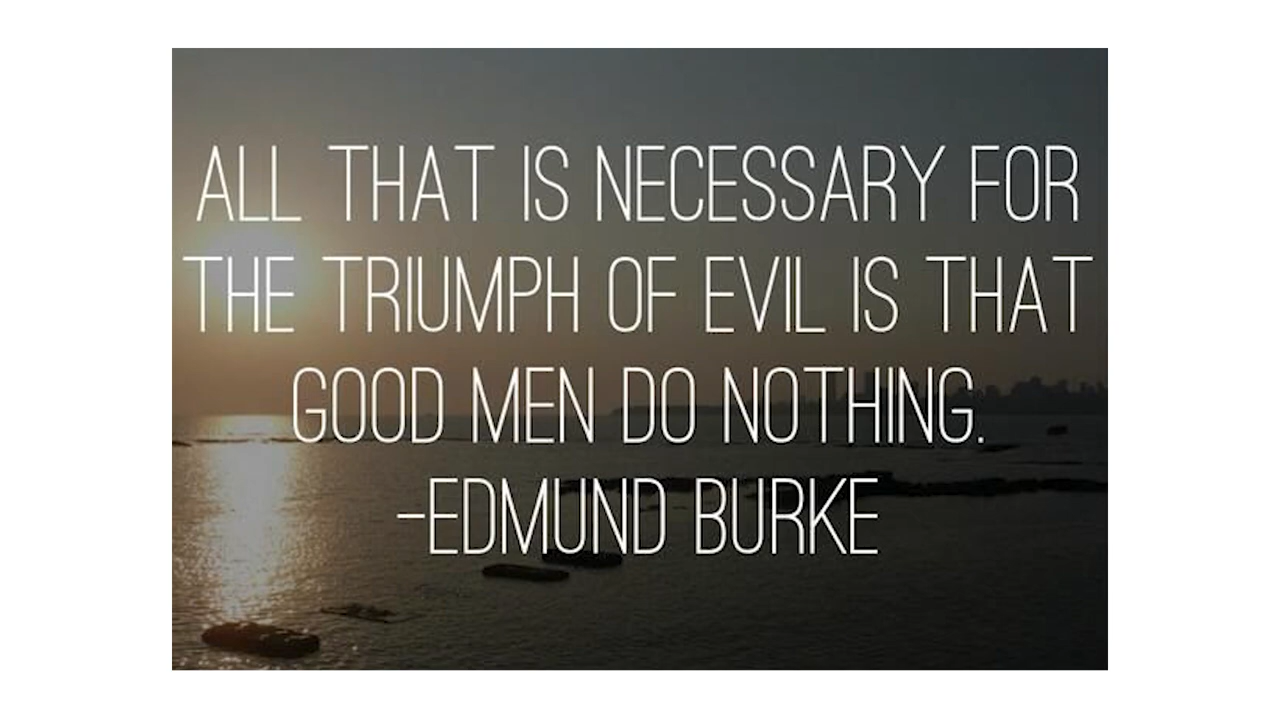 ALL THAT IS NECESSARY FOR
THE TRIUMPH OF EVIL IS THAT
GOOD MEN DO NOTHING.
-EDMUND BURKE